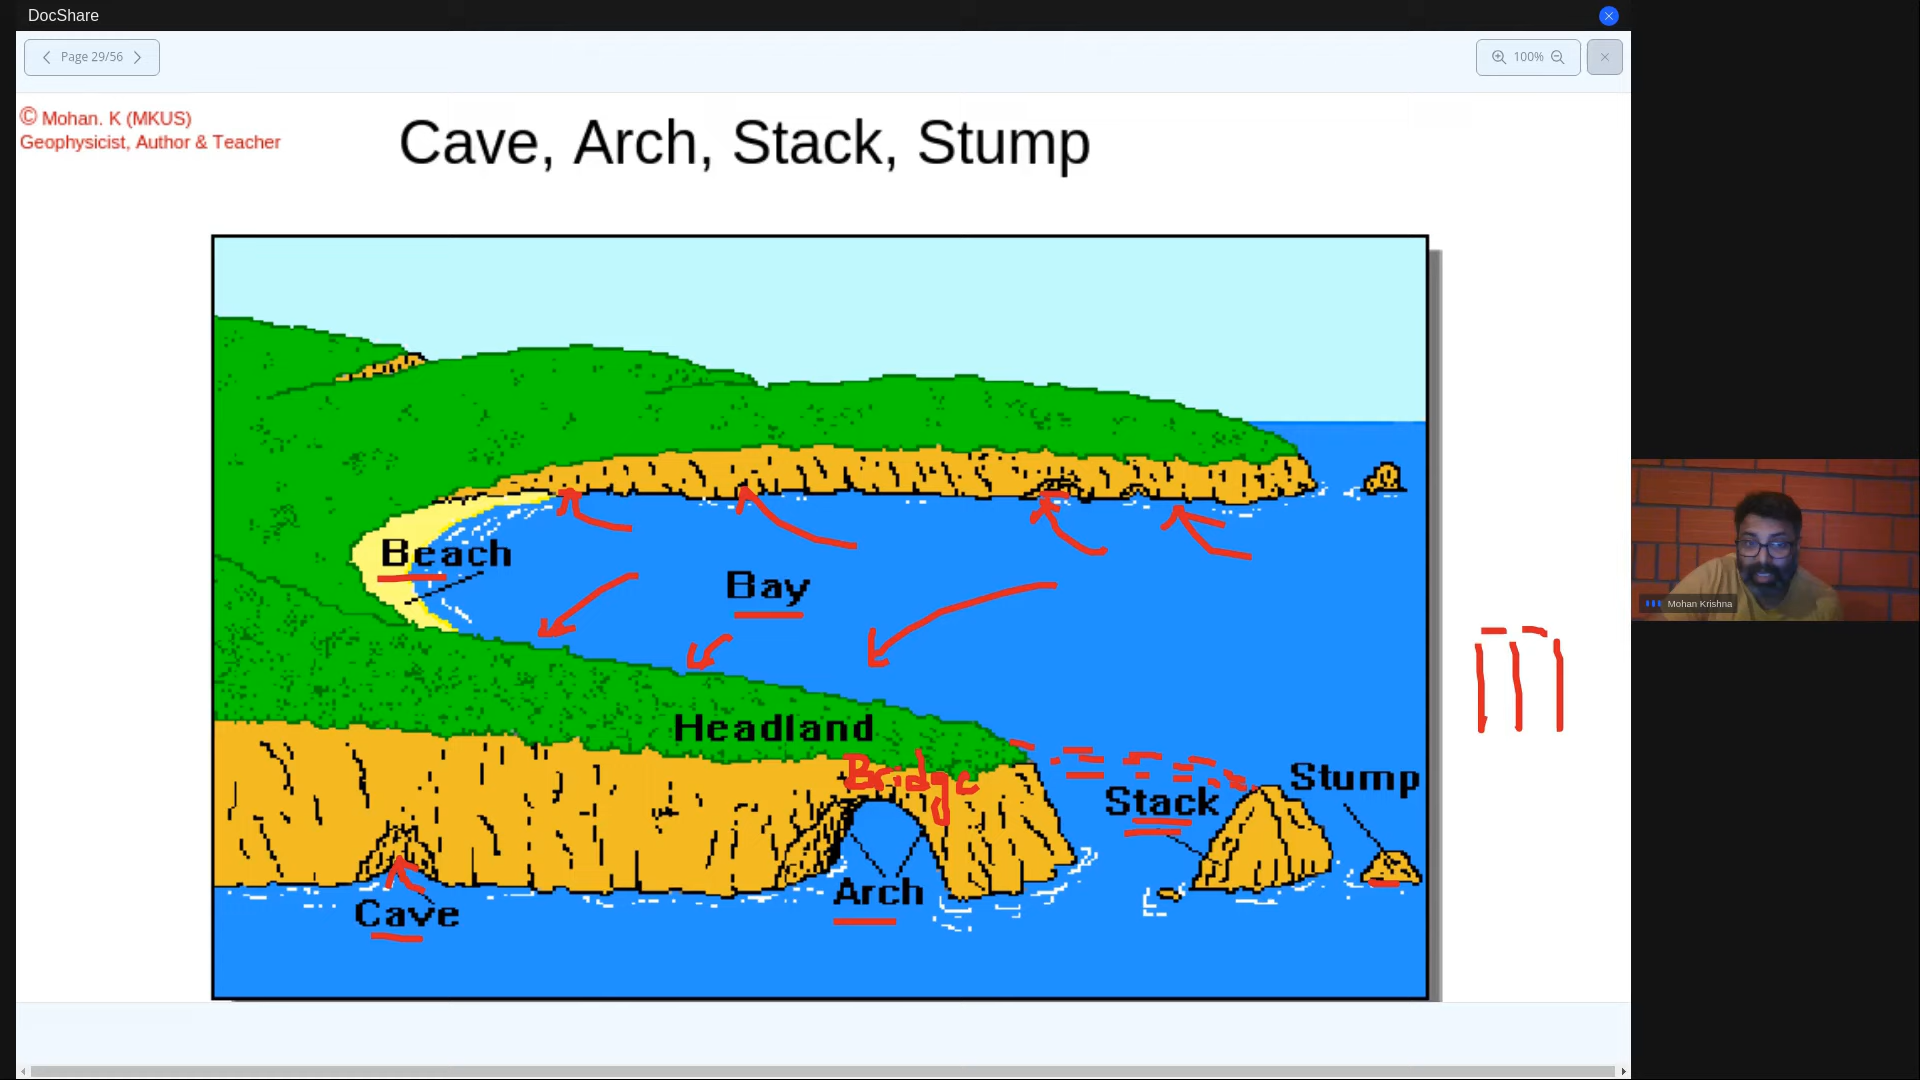 DocShare
Page 29/56
100%
© Mohan. K (MKUS)
Geophysicist, Author & Teacher
Cave, Arch, Stack, Stump
Beach
Bay
Headland
Bridge
Stack
Stump
Arch
Cave
Mohan Krishna